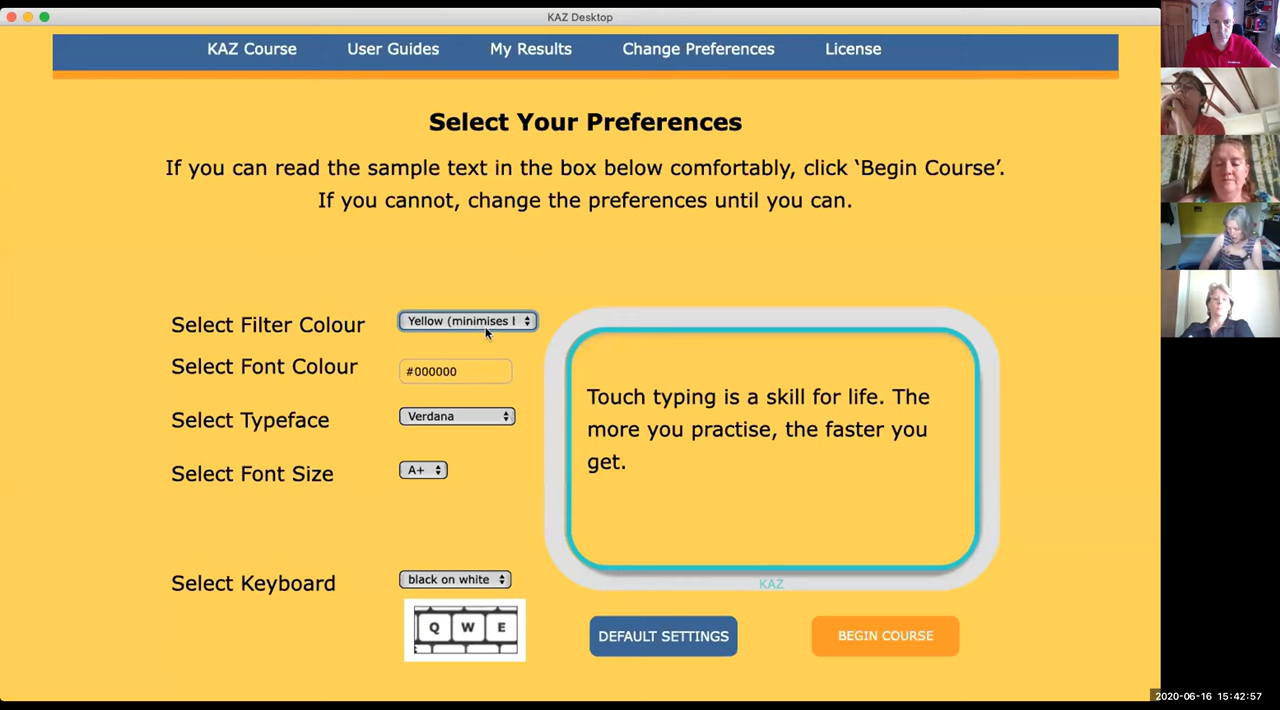 KAZ Desktop
KAZ Course User Guides My Results Change Preferences License
Select Your Preferences
If you can read the sample text in the box below comfortably, click ‘Begin Course’.
If you cannot, change the preferences until you can.
Select Filter Colour Yellow (minimises l
Select Font Colour #000000
Select Typeface Verdana
Select Font Size A+
Touch typing is a skill for life. The
more you practise, the faster you
get.
KAZ
Select Keyboard black on white
Q W E
DEFAULT SETTINGS BEGIN COURSE
2020-06-16 15:42:57